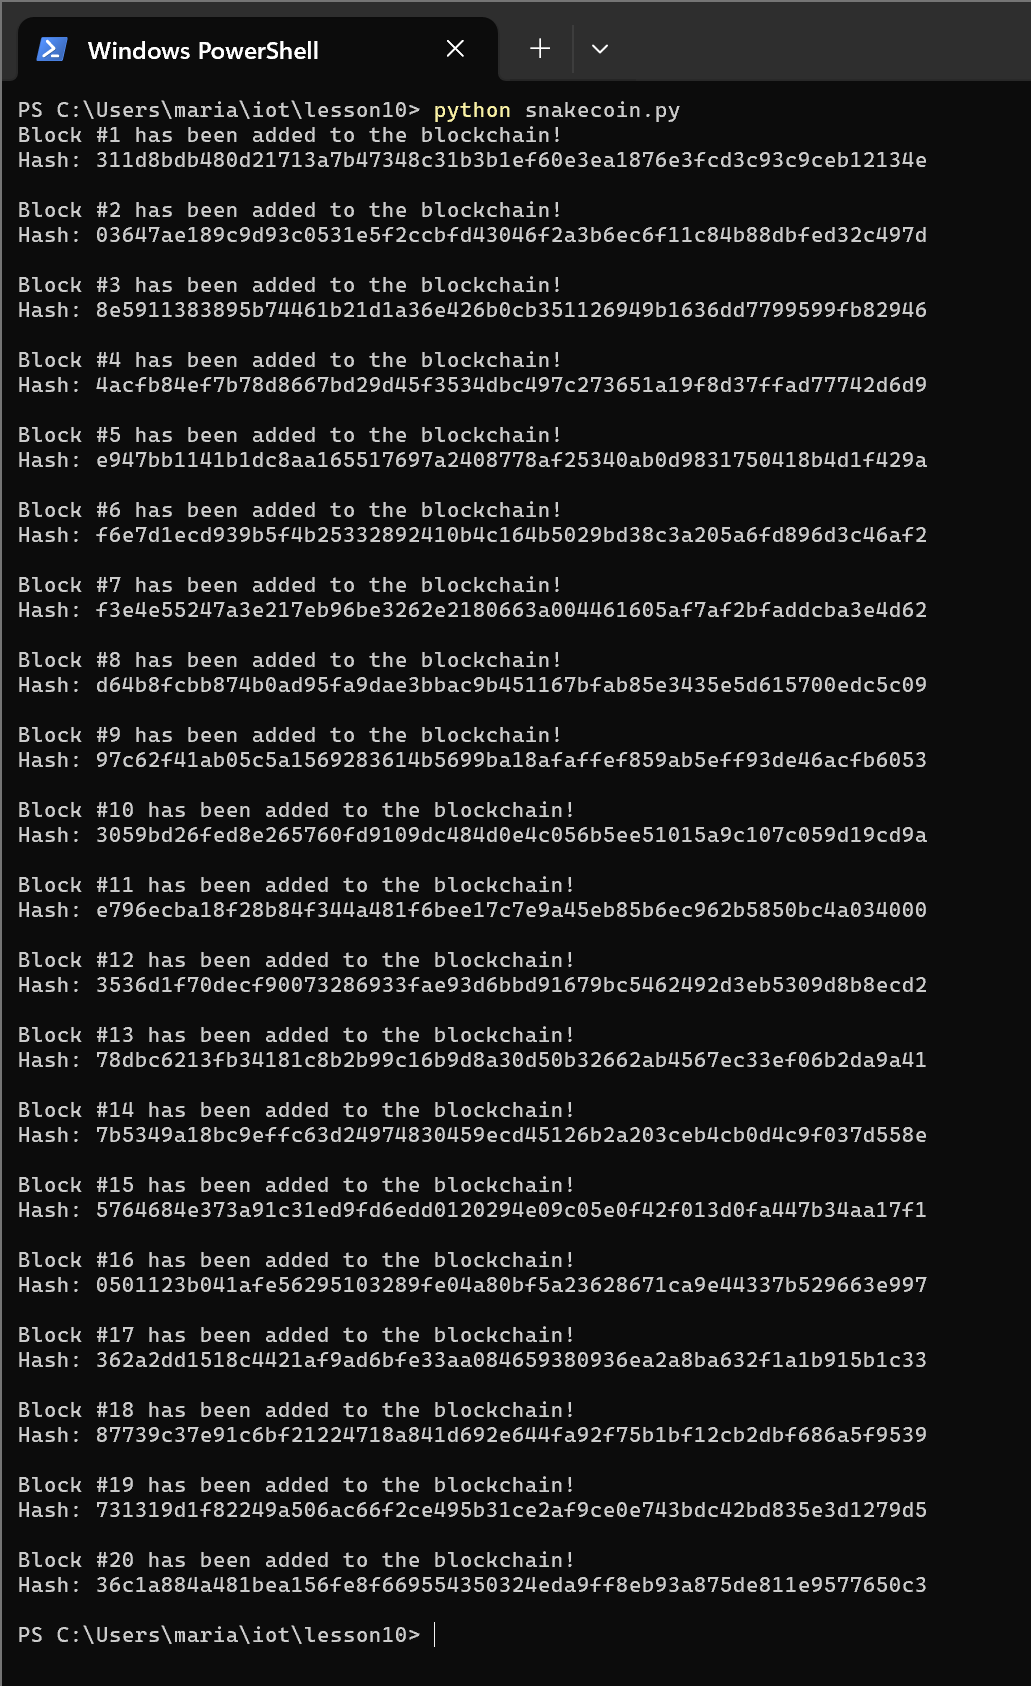 Windows PowerShell
PS C:\Users\maria\iot\lesson10> python snakecoin.py
Block #1 has been added to the blockchain!
Hash: 311d8bdb480d21713a7b47348c31b3b1ef60e3ea1876e3fcd3c93c9ceb12134e
Block #2 has been added to the blockchain!
Hash: 03647ae189c9d93c0531e5f2ccbfd43046f2a3b6ec6f11c84b88dbfed32c497d
Block #3 has been added to the blockchain!
Hash: 8e5911383895b74461b21d1a36e426b0cb351126949b1636dd7799599fb82946
Block #4 has been added to the blockchain!
Hash: 4acfb84ef7b78d8667bd29d45f3534dbc497c273651a19f8d37ffad77742d6d9
Block #5 has been added to the blockchain!
Hash: e947bb1141b1dc8aa165517697a2408778af25340ab0d9831750418b4d1f429a
Block #6 has been added to the blockchain!
Hash: f6e7d1ecd939b5f4b25332892410b4c164b5029bd38c3a205a6fd896d3c46af2
Block #7 has been added to the blockchain!
Hash: f3e4e55247a3e217eb96be3262e2180663a004461605af7af2bfaddcba3e4d62
Block #8 has been added to the blockchain!
Hash: d64b8fcbb874b0ad95fa9dae3bbac9b451167bfab85e3435e5d615700edc5c09
Block #9 has been added to the blockchain!
Hash: 97c62f41ab05c5a1569283614b5699ba18afaffef859ab5eff93de46acfb6053
Block #10 has been added to the blockchain!
Hash: 3059bd26fed8e265760fd9109dc484d0e4c056b5ee51015a9c107c059d19cd9a
Block #11 has been added to the blockchain!
Hash: e796ecba18f28b84f344a481f6bee17c7e9a45eb85b6ec962b5850bc4a034000
Block #12 has been added to the blockchain!
Hash: 3536d1f70decf90073286933fae93d6bbd91679bc5462492d3eb5309d8b8ecd2
Block #13 has been added to the blockchain!
Hash: 78dbc6213fb34181c8b2b99c16b9d8a30d50b32662ab4567ec33ef06b2da9a41
Block #14 has been added to the blockchain!
Hash: 7b5349a18bc9effc63d24974830459ecd45126b2a203ceb4cb0d4c9f037d558e
Block #15 has been added to the blockchain!
Hash: 5764684e373a91c31ed9fd6edd0120294e09c05e0f42f013d0fa447b34aa17f1
Block #16 has been added to the blockchain!
Hash: 0501123b041afe56295103289fe04a80bf5a23628671ca9e44337b529663e997
Block #17 has been added to the blockchain!
Hash: 362a2dd1518c4421af9ad6bfe33aa084659380936ea2a8ba632f1a1b915b1c33
Block #18 has been added to the blockchain!
Hash: 87739c37e91c6bf21224718a841d692e644fa92f75b1bf12cb2dbf686a5f9539
Block #19 has been added to the blockchain!
Hash: 731319d1f82249a506ac66f2ce495b31ce2af9ce0e743bdc42bd835e3d1279d5
Block #20 has been added to the blockchain!
Hash: 36c1a884a481bea156fe8f669554350324eda9ff8eb93a875de811e9577650c3
PS C:\Users\maria\iot\lesson10>